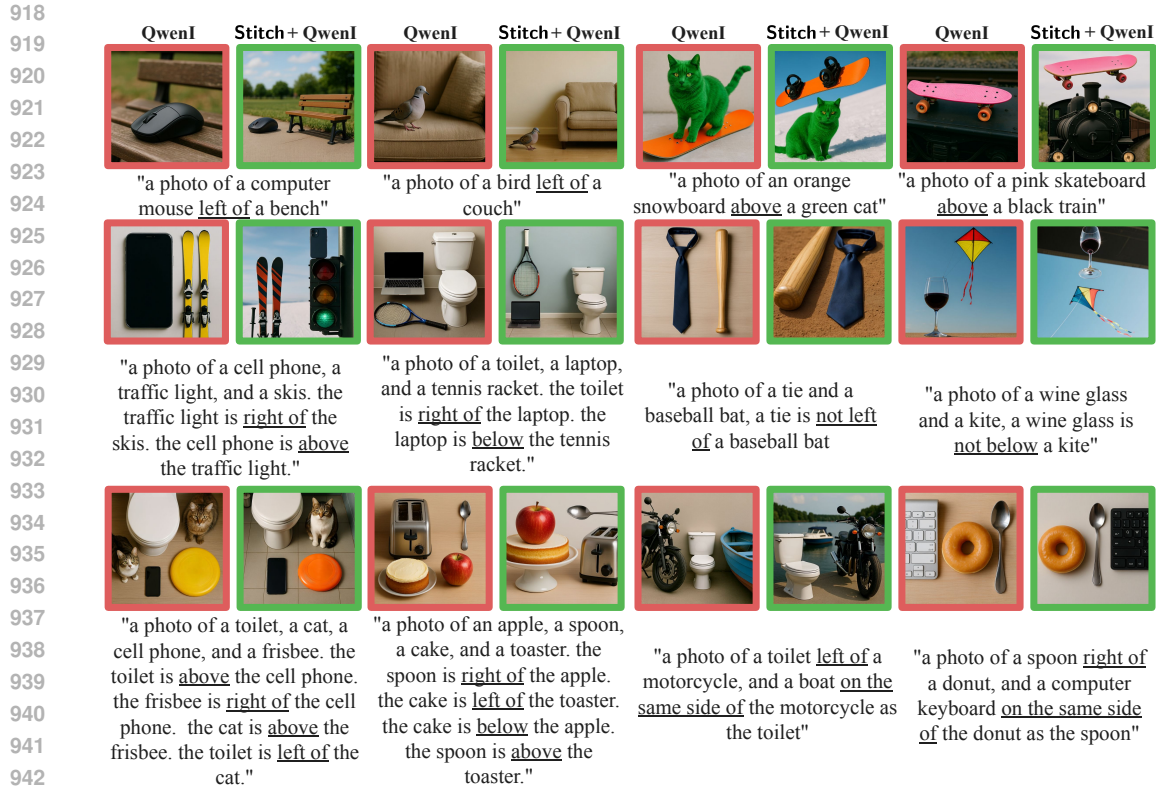 918
919
920
921
922
923
924
925
926
927
928
929
930
931
932
933
934
935
936
937
938
939
940
941
942
QwenI Stitch + QwenI QwenI Stitch + QwenI QwenI Stitch + QwenI QwenI Stitch + QwenI
"a photo of a computer
mouse left of a bench"
"a photo of a bird left of a
couch"
"a photo of an orange
snowboard above a green cat"
"a photo of a pink skateboard
above a black train"
"a photo of a cell phone, a
traffic light, and a skis. the
traffic light is right of the
skis. the cell phone is above
the traffic light."
"a photo of a toilet, a laptop,
and a tennis racket. the toilet
is right of the laptop. the
laptop is below the tennis
racket."
"a photo of a tie and a
baseball bat, a tie is not left
of a baseball bat
"a photo of a wine glass
and a kite, a wine glass is
not below a kite"
"a photo of a toilet, a cat, a
cell phone, and a frisbee. the
toilet is above the cell phone.
the frisbee is right of the cell
phone. the cat is above the
frisbee. the toilet is left of the
cat."
"a photo of an apple, a spoon,
a cake, and a toaster. the
spoon is right of the apple.
the cake is left of the toaster.
the cake is below the apple.
the spoon is above the
toaster."
"a photo of a toilet left of a
motorcycle, and a boat on the
same side of the motorcycle as
the toilet"
"a photo of a spoon right of
a donut, and a computer
keyboard on the same side
of the donut as the spoon"